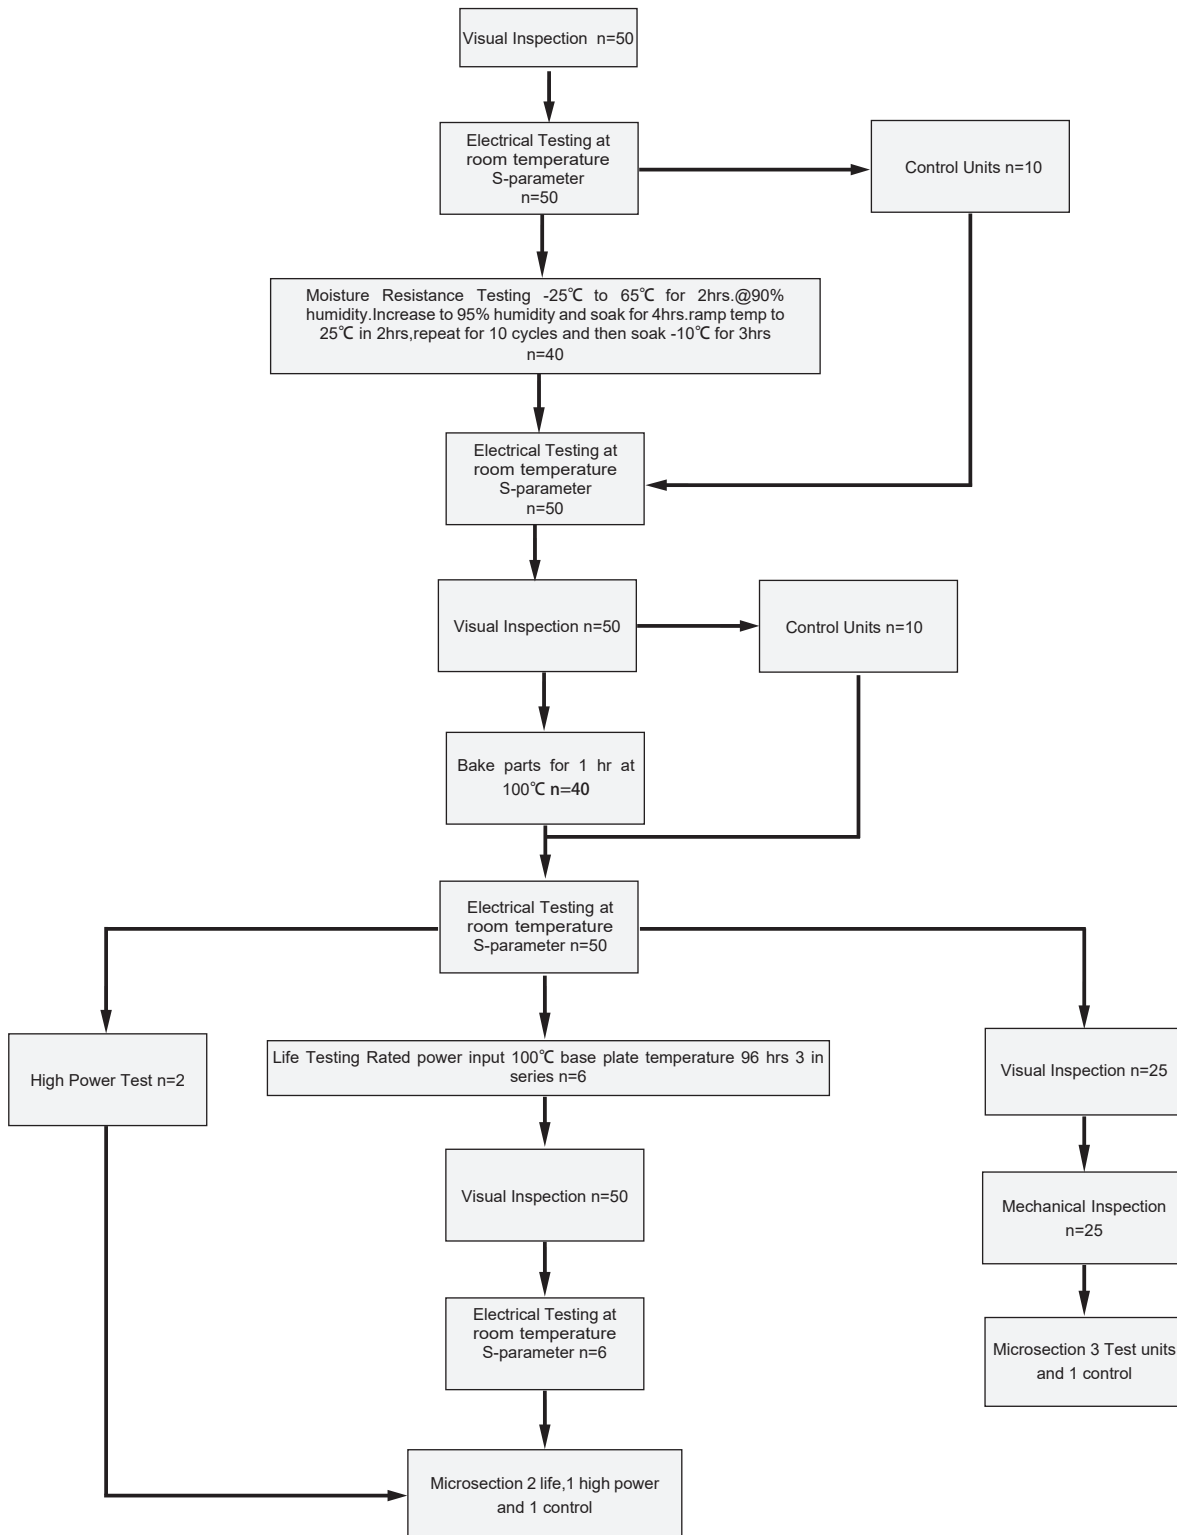 Visual Inspection n=50
Electrical Testing at
room temperature
S-parameter
n=50
Control Units n=10
Moisture Resistance Testing -25℃ to 65℃ for 2hrs.@90%
humidity.Increase to 95% humidity and soak for 4hrs.ramp temp to
25℃ in 2hrs,repeat for 10 cycles and then soak -10℃ for 3hrs
n=40
Electrical Testing at
room temperature
S-parameter
n=50
Visual Inspection n=50
Control Units n=10
Bake parts for 1 hr at
100℃ n=40
Electrical Testing at
room temperature
S-parameter n=50
High Power Test n=2
Life Testing Rated power input 100℃ base plate temperature 96 hrs 3 in
series n=6
Visual Inspection n=25
Visual Inspection n=50
Mechanical Inspection
n=25
Electrical Testing at
room temperature
S-parameter n=6
Microsection 3 Test units
and 1 control
Microsection 2 life,1 high power
and 1 control